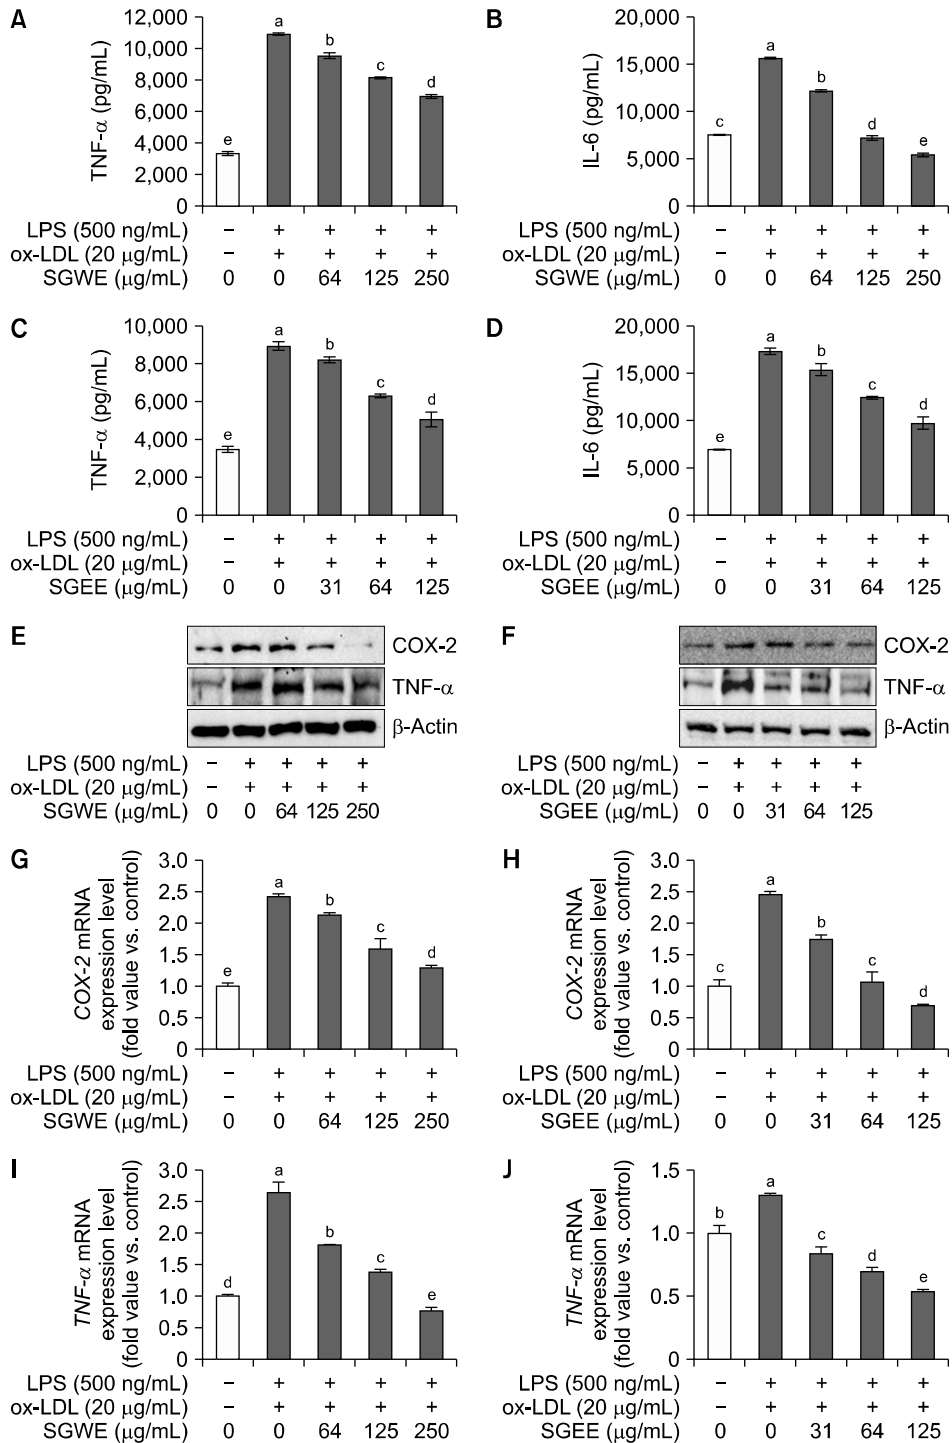 A
TNF-α (pg/mL)
12,000
10,000
8,000
6,000
4,000
2,000
0
e a b c d
LPS (500 ng/mL) − + + + +
ox-LDL (20 μg/mL) − + + + +
SGWE (μg/mL) 0 0 64 125 250
B
IL-6 (pg/mL)
20,000
15,000
10,000
5,000
0
c a b d e
LPS (500 ng/mL) − + + + +
ox-LDL (20 μg/mL) − + + + +
SGWE (μg/mL) 0 0 64 125 250
C
TNF-α (pg/mL)
10,000
8,000
6,000
4,000
2,000
0
e a b c d
LPS (500 ng/mL) − + + + +
ox-LDL (20 μg/mL) − + + + +
SGEE (μg/mL) 0 0 31 64 125
D
IL-6 (pg/mL)
20,000
15,000
10,000
5,000
0
e a b c d
LPS (500 ng/mL) − + + + +
ox-LDL (20 μg/mL) − + + + +
SGEE (μg/mL) 0 0 31 64 125
E
COX-2
TNF-α
β-Actin
LPS (500 ng/mL) − + + + +
ox-LDL (20 μg/mL) − + + + +
SGWE (μg/mL) 0 0 64 125 250
F
COX-2
TNF-α
β-Actin
LPS (500 ng/mL) − + + + +
ox-LDL (20 μg/mL) − + + + +
SGEE (μg/mL) 0 0 31 64 125
G
COX-2 mRNA
expression level
(fold value vs. control)
3.0
2.5
2.0
1.5
1.0
0.5
0
e a b c d
LPS (500 ng/mL) − + + + +
ox-LDL (20 μg/mL) − + + + +
SGWE (μg/mL) 0 0 64 125 250
H
COX-2 mRNA
expression level
(fold value vs. control)
3.0
2.5
2.0
1.5
1.0
0.5
0
c a b c d
LPS (500 ng/mL) − + + + +
ox-LDL (20 μg/mL) − + + + +
SGEE (μg/mL) 0 0 31 64 125
I
TNF-α mRNA
expression level
(fold value vs. control)
3.0
2.5
2.0
1.5
1.0
0.5
0
d a b c e
LPS (500 ng/mL) − + + + +
ox-LDL (20 μg/mL) − + + + +
SGWE (μg/mL) 0 0 64 125 250
J
TNF-α mRNA
expression level
(fold value vs. control)
1.5
1.0
0.5
0
b a c d e
LPS (500 ng/mL) − + + + +
ox-LDL (20 μg/mL) − + + + +
SGEE (μg/mL) 0 0 31 64 125